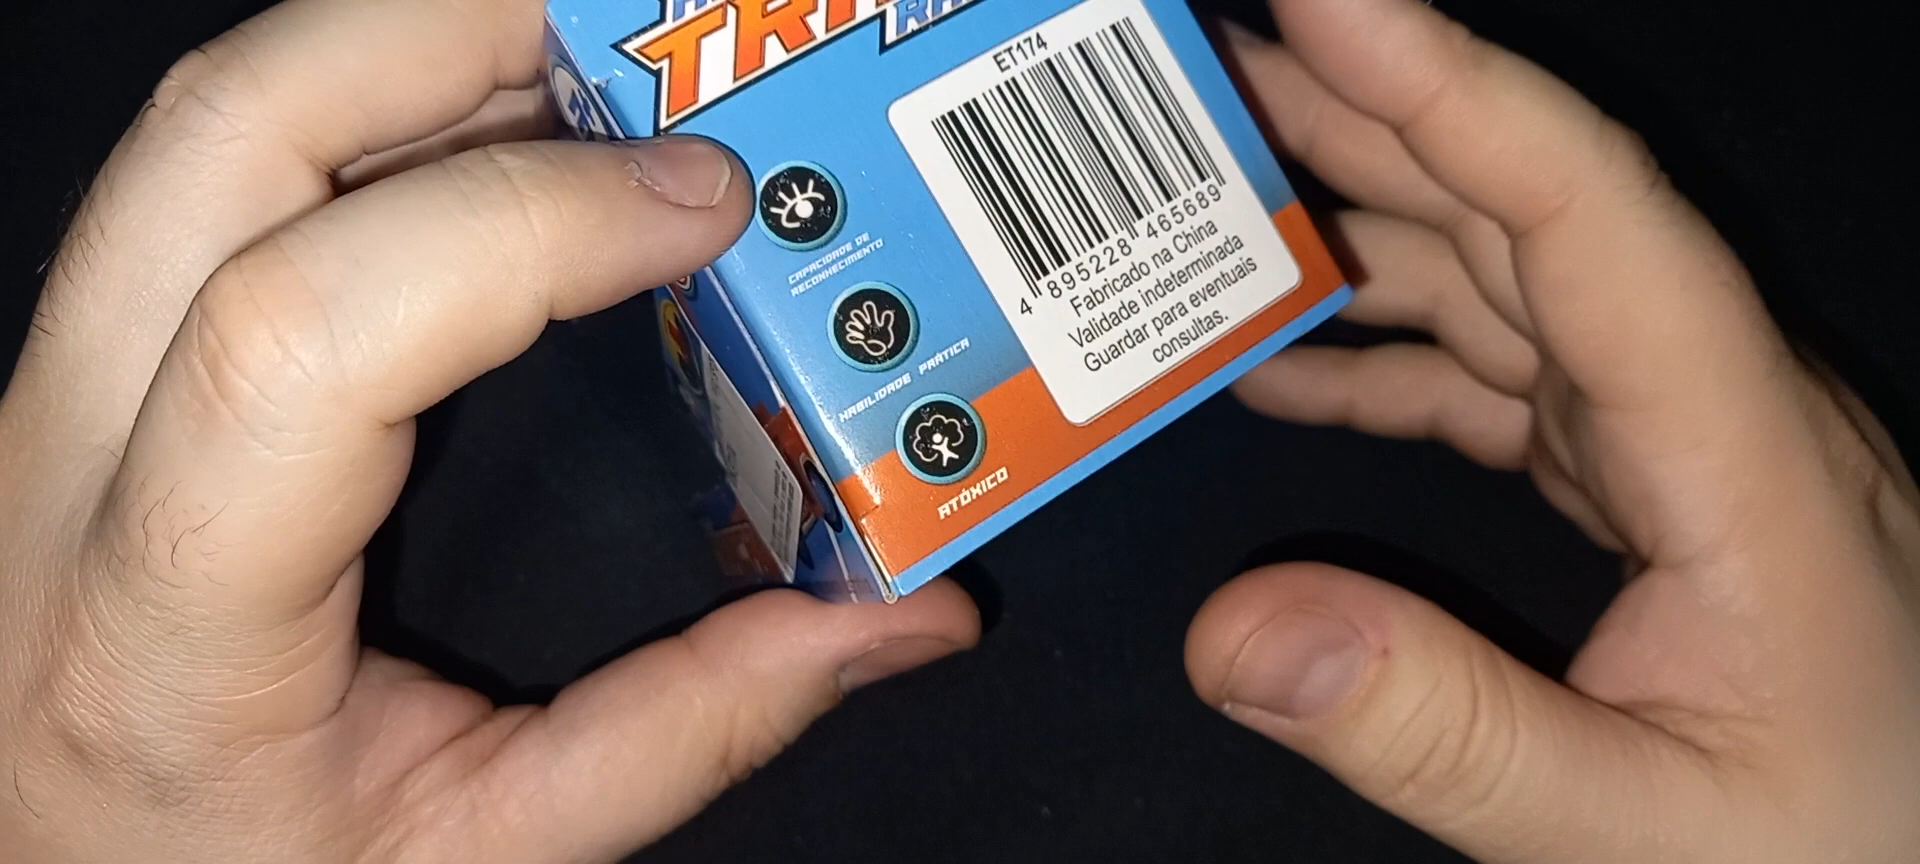 ET174
4 895228 465689
Fabricado na China
Validade indeterminada
Guardar para eventuais
consultas.
CAPACIDADE DE
RECONHECIMENTO
HABILIDADE PRÁTICA
ATÓXICO